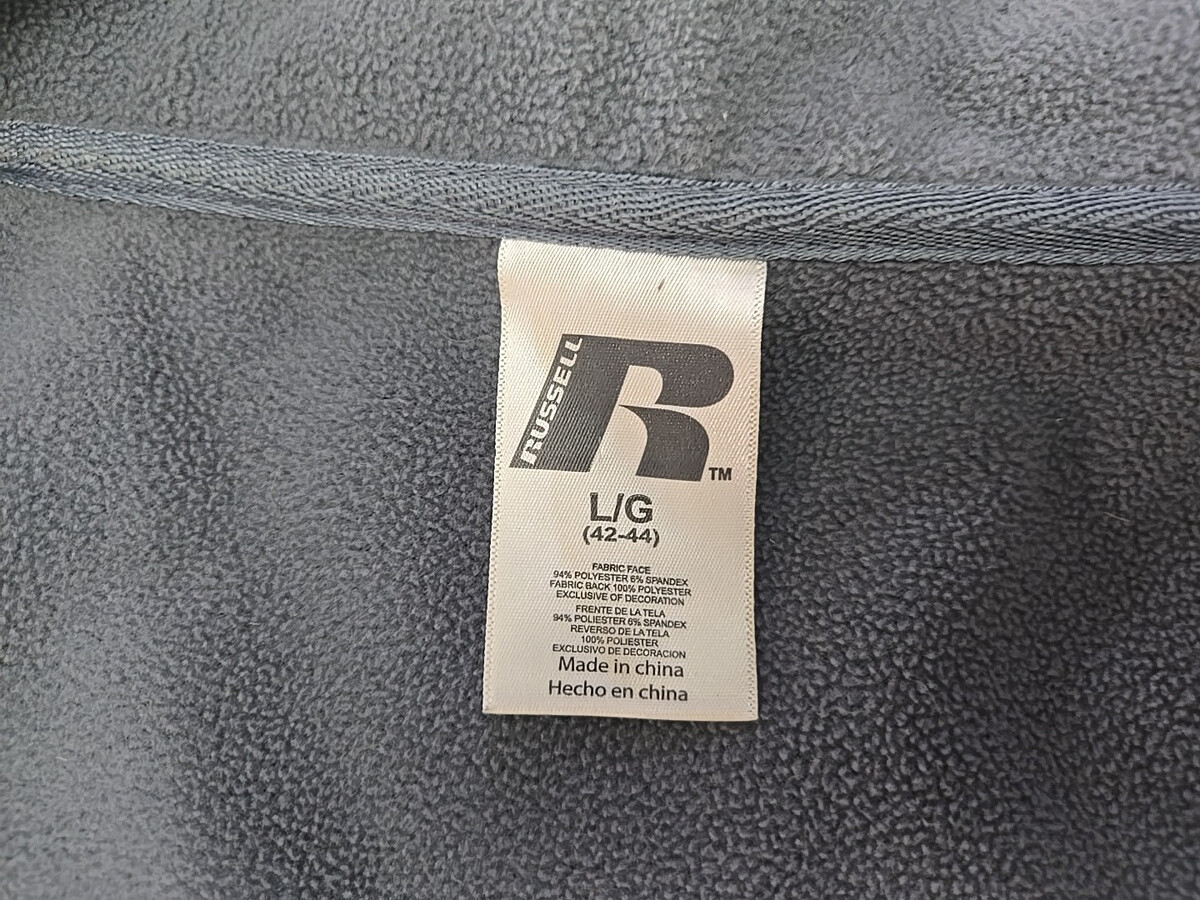 RUSSELL
R
TM
L/G
(42-44)
FABRIC FACE
94% POLYESTER 6% SPANDEX
FABRIC BACK 100% POLYESTER
EXCLUSIVE OF DECORATION
FRENTE DE LA TELA
94% POLIESTER 6% SPANDEX
REVERSO DE LA TELA
100% POLIESTER
EXCLUSIVO DE DECORACION
Made in china
Hecho en china